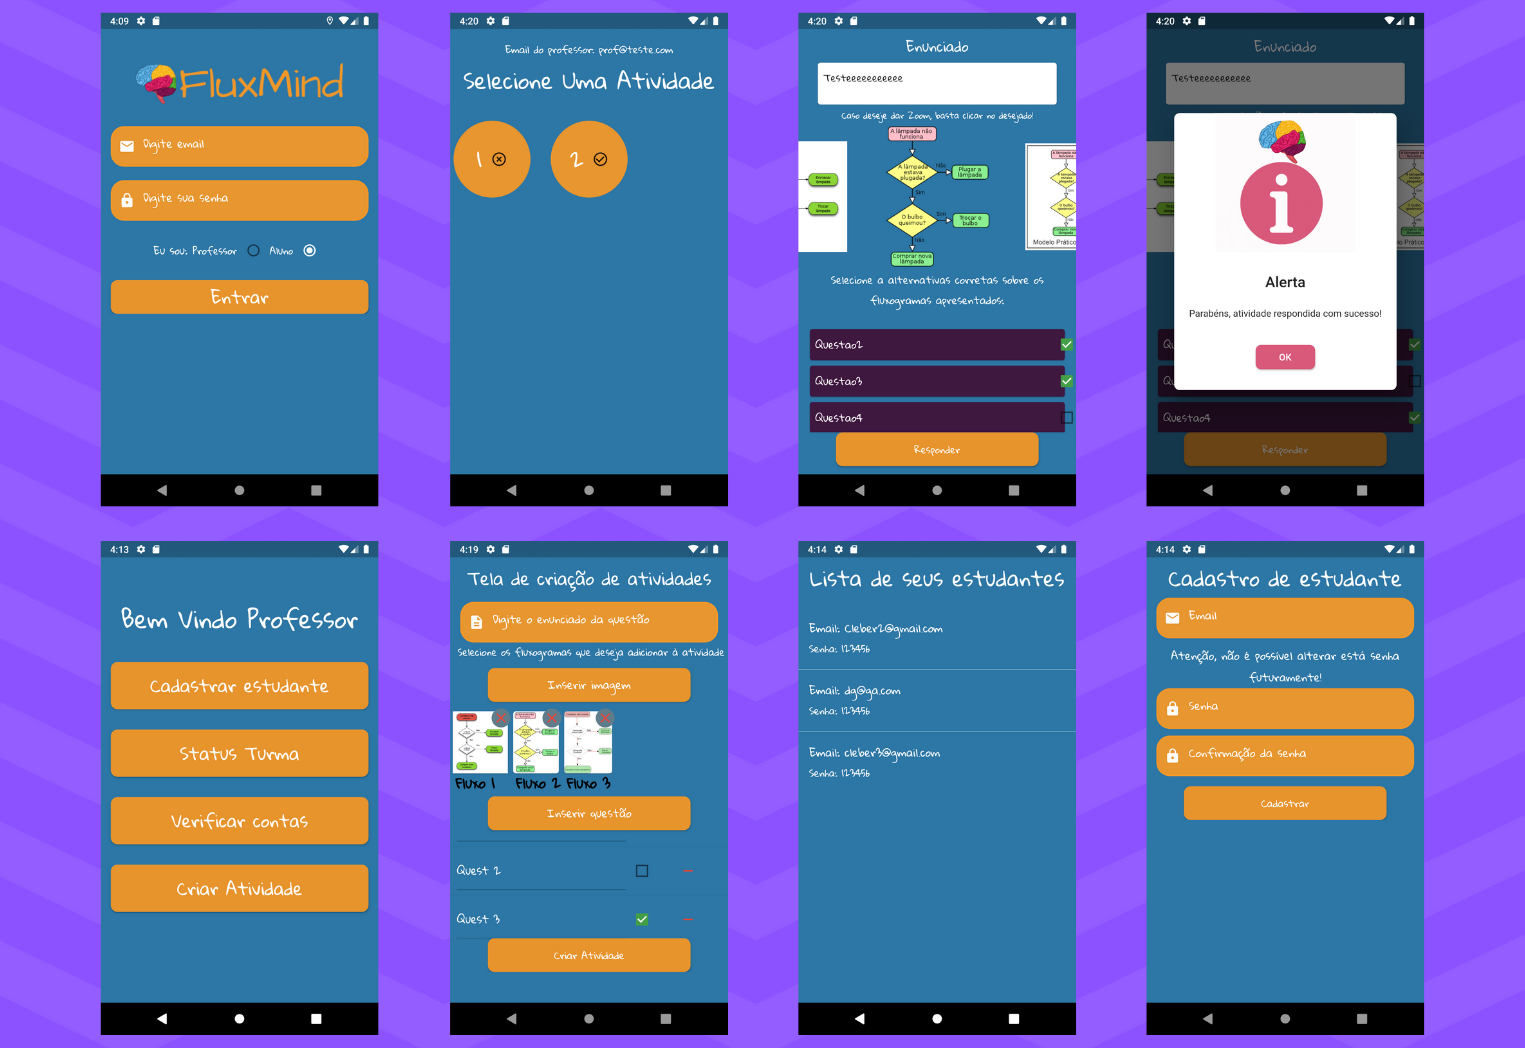 4:09
FluxMind
Digite email
Digite sua senha
Eu sou: Professor Aluno
Entrar
4:20
Email do professor: prof@teste.com
Selecione Uma Atividade
1
2
4:20
Enunciado
Testeeeeeeeeeee
Caso deseje dar Zoom, basta clicar no desejado!
A lâmpada não
funciona
A lâmpada
estava
plugada?
Não
Plugar a
lâmpada
Sim
O bulbo
queimou?
Sim
Trocar o
bulbo
Não
Comprar nova
lâmpada
Modelo Prático
Selecione a alternativas corretas sobre os
fluxogramas apresentados:
Questao2
Questao3
Questao4
Responder
4:20
Enunciado
Testeeeeeeeeeee
Alerta
Parabéns, atividade respondida com sucesso!
OK
Questao4
Responder
4:13
Bem Vindo Professor
Cadastrar estudante
Status Turma
Verificar contas
Criar Atividade
4:19
Tela de criação de atividades
Digite o enunciado da questão
Selecione os fluxogramas que deseja adicionar à atividade
Inserir imagem
Fluxo 1 Fluxo 2 Fluxo 3
Inserir questão
Quest 2
Quest 3
Criar Atividade
4:14
Lista de seus estudantes
Email: Cleber2@gmail.com
Senha: 123456
Email: dg@ga.com
Senha: 123456
Email: cleber3@gmail.com
Senha: 123456
4:14
Cadastro de estudante
Email
Atenção, não é possível alterar está senha
futuramente!
Senha
Confirmação da senha
Cadastrar